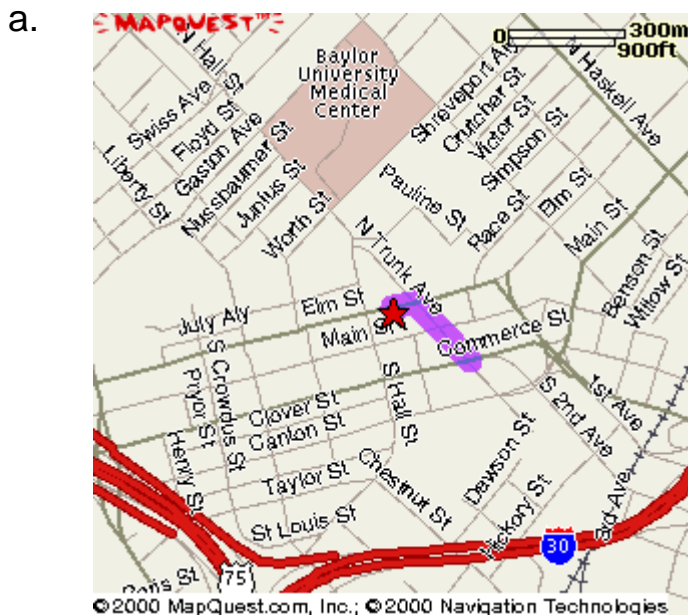 a.
MAPQUEST™
0 300m
900ft
N Hall St
Baylor
University
Medical
Center
Shreveport Aly
Crutcher St
Victor St
Simpson St
N Haskell Ave
Swiss Ave
Floyd St
Gaston Ave
Nussbaumer St
Junius St
Worth St
Liberty St
Pauline St
Race St
Elm St
Main St
Benson St
Willow St
N Trunk Ave
Elm St
July Aly
Main St
Commerce St
S Crowdus St
Pryor St
S Hall St
Clover St
Canton St
Henry St
Taylor St
St Louis St
Chestnut St
Dawson St
Hickory St
S 2nd Ave
1st Ave
3rd Ave
30
75
Paris St
©2000 MapQuest.com, Inc.; ©2000 Navigation Technologies